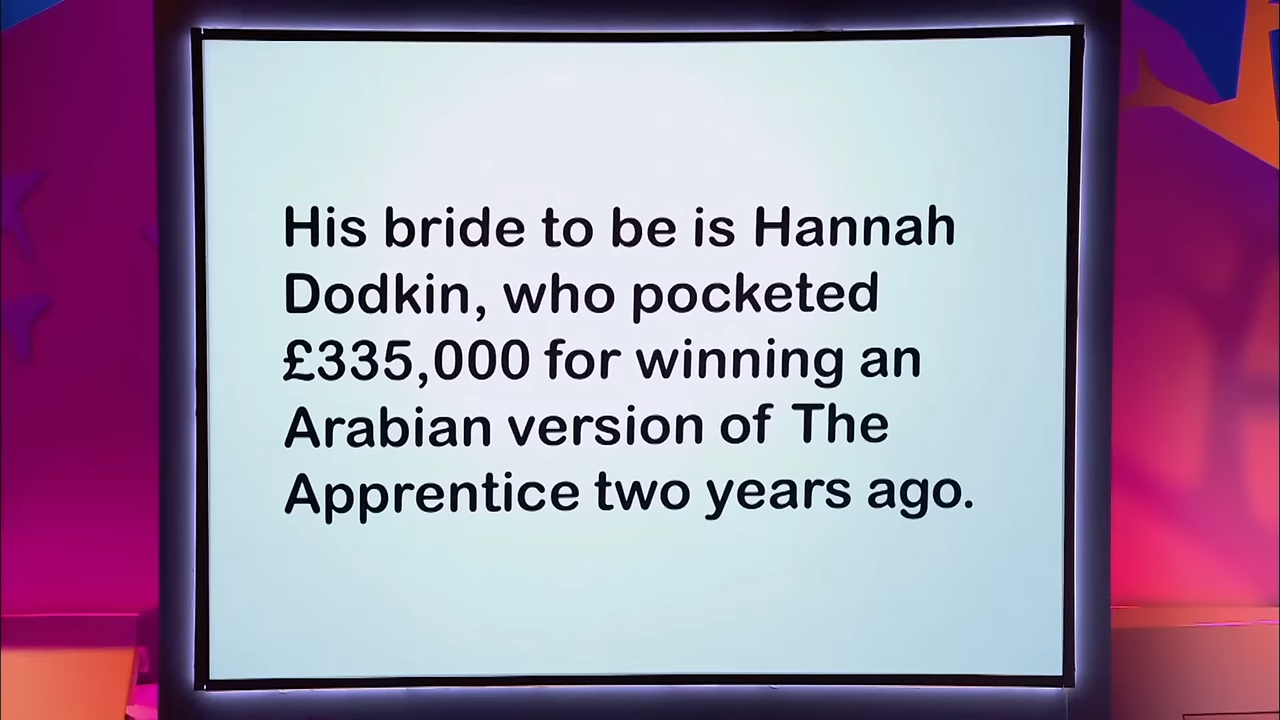 His bride to be is Hannah
Dodkin, who pocketed
£335,000 for winning an
Arabian version of The
Apprentice two years ago.